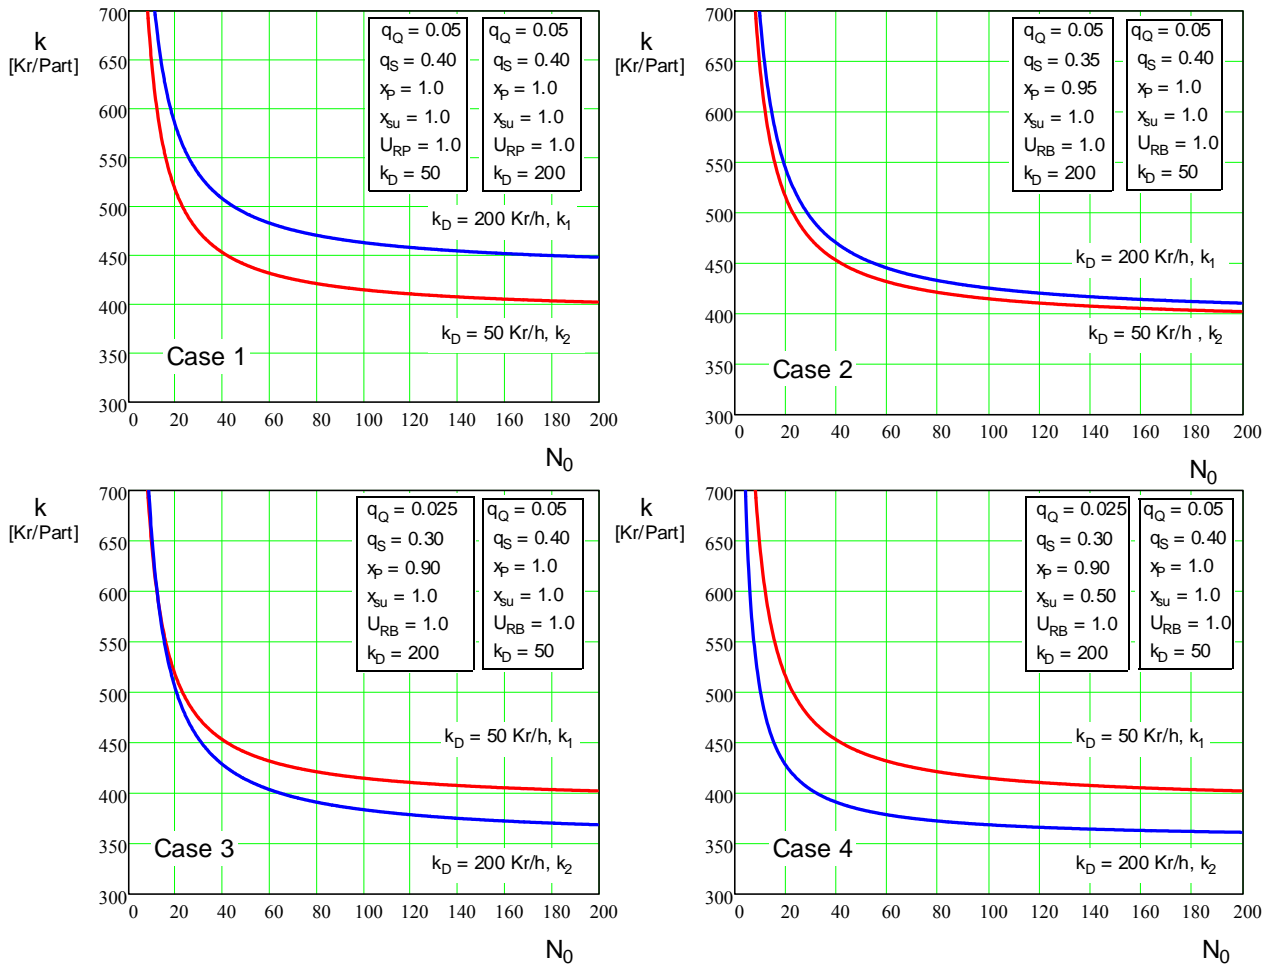 700
650
600
550
500
450
400
350
300
k
[Kr/Part]
q_Q = 0.05
q_S = 0.40
x_P = 1.0
x_su = 1.0
U_RP = 1.0
k_D = 50
q_Q = 0.05
q_S = 0.40
x_P = 1.0
x_su = 1.0
U_RP = 1.0
k_D = 200
k_D = 200 Kr/h, k_1
k_D = 50 Kr/h, k_2
Case 1
0 20 40 60 80 100 120 140 160 180 200
N_0
700
650
600
550
500
450
400
350
300
k
[Kr/Part]
q_Q = 0.05
q_S = 0.35
x_P = 0.95
x_su = 1.0
U_RB = 1.0
k_D = 200
q_Q = 0.05
q_S = 0.40
x_P = 1.0
x_su = 1.0
U_RB = 1.0
k_D = 50
k_D = 200 Kr/h, k_1
k_D = 50 Kr/h , k_2
Case 2
0 20 40 60 80 100 120 140 160 180 200
N_0
700
650
600
550
500
450
400
350
300
k
[Kr/Part]
q_Q = 0.025
q_S = 0.30
x_P = 0.90
x_su = 1.0
U_RB = 1.0
k_D = 200
q_Q = 0.05
q_S = 0.40
x_P = 1.0
x_su = 1.0
U_RB = 1.0
k_D = 50
k_D = 50 Kr/h, k_1
Case 3
k_D = 200 Kr/h, k_2
0 20 40 60 80 100 120 140 160 180 200
N_0
700
650
600
550
500
450
400
350
300
k
[Kr/Part]
q_Q = 0.025
q_S = 0.30
x_P = 0.90
x_su = 0.50
U_RB = 1.0
k_D = 200
q_Q = 0.05
q_S = 0.40
x_P = 1.0
x_su = 1.0
U_RB = 1.0
k_D = 50
k_D = 50 Kr/h, k_1
Case 4
k_D = 200 Kr/h, k_2
0 20 40 60 80 100 120 140 160 180 200
N_0